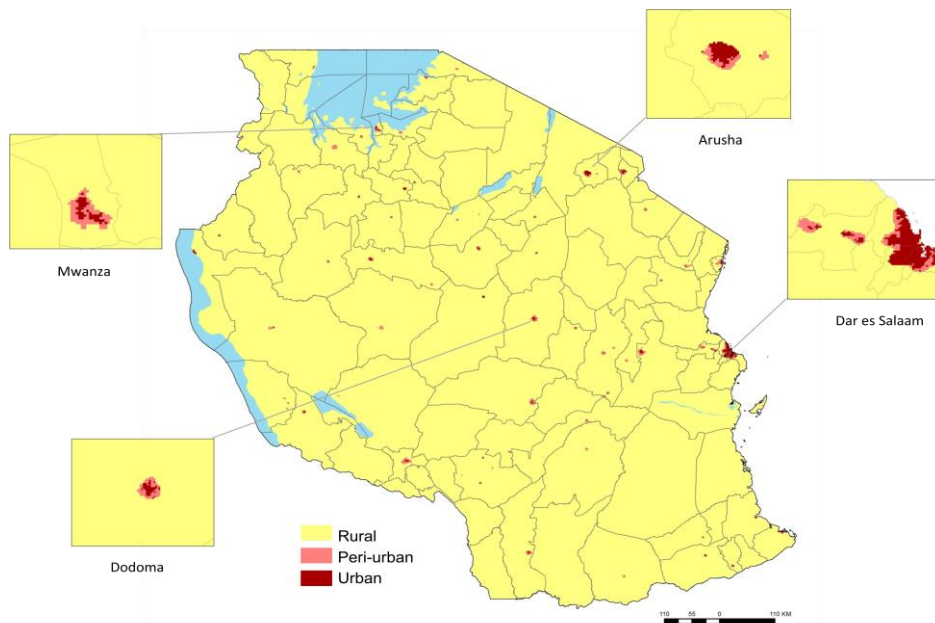 Arusha
Mwanza
Dar es Salaam
Dodoma
Rural
Peri-urban
Urban
110 55 0 110 KM